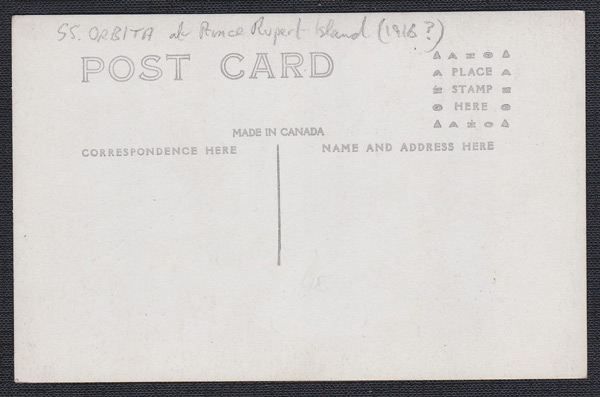 SS. ORBITA at Prince Rupert Island (1918?)
POST CARD
PLACE
STAMP
HERE
MADE IN CANADA
CORRESPONDENCE HERE
NAME AND ADDRESS HERE